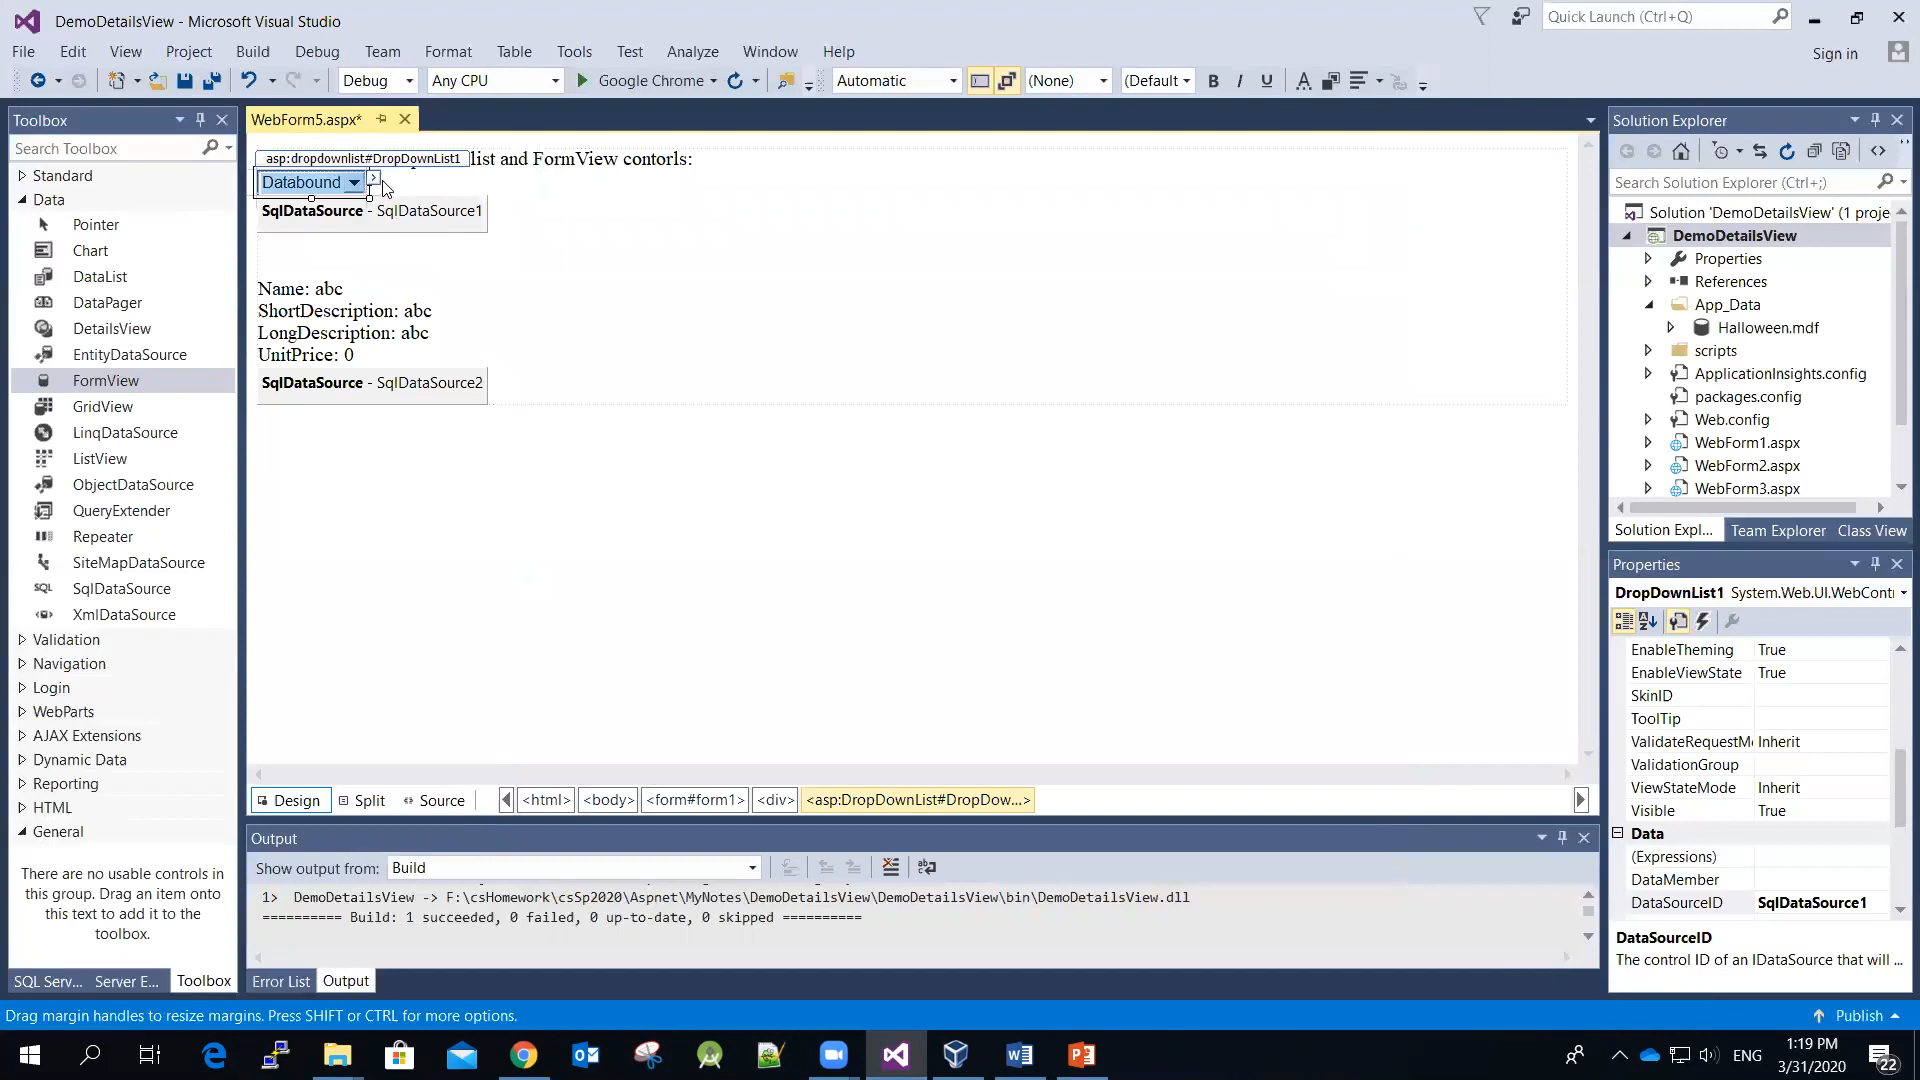 DemoDetailsView - Microsoft Visual Studio
Quick Launch (Ctrl+Q)
File Edit View Project Build Debug Team Format Table Tools Test Analyze Window Help
Sign in
Debug Any CPU Google Chrome Automatic (None) (Default B I U A
Toolbox
Search Toolbox
Standard
Data
Pointer
Chart
DataList
DataPager
DetailsView
EntityDataSource
FormView
GridView
LinqDataSource
ListView
ObjectDataSource
QueryExtender
Repeater
SiteMapDataSource
SQL SqlDataSource
XmlDataSource
Validation
Navigation
Login
WebParts
AJAX Extensions
Dynamic Data
Reporting
HTML
General
There are no usable controls in
this group. Drag an item onto
this text to add it to the
toolbox.
SQL Serv... Server E... Toolbox
WebForm5.aspx*
asp:dropdownlist#DropDownList1 list and FormView contorls:
Databound
SqlDataSource - SqlDataSource1
Name: abc
ShortDescription: abc
LongDescription: abc
UnitPrice: 0
SqlDataSource - SqlDataSource2
Design Split Source <html> <body> <form#form1> <div> <asp:DropDownList#DropDow...>
Output
Show output from: Build
1> DemoDetailsView -> F:\csHomework\csSp2020\Aspnet\MyNotes\DemoDetailsView\DemoDetailsView\bin\DemoDetailsView.dll
========== Build: 1 succeeded, 0 failed, 0 up-to-date, 0 skipped ==========
Error List Output
Solution Explorer
Search Solution Explorer (Ctrl+;)
Solution 'DemoDetailsView' (1 proje
DemoDetailsView
Properties
References
App_Data
Halloween.mdf
scripts
ApplicationInsights.config
packages.config
Web.config
WebForm1.aspx
WebForm2.aspx
WebForm3.aspx
Solution Expl... Team Explorer Class View
Properties
DropDownList1 System.Web.UI.WebContr
EnableTheming True
EnableViewState True
SkinID
ToolTip
ValidateRequestM Inherit
ValidationGroup
ViewStateMode Inherit
Visible True
Data
(Expressions)
DataMember
DataSourceID SqlDataSource1
DataSourceID
The control ID of an IDataSource that will ...
Drag margin handles to resize margins. Press SHIFT or CTRL for more options.
Publish
ENG
1:19 PM
3/31/2020
22